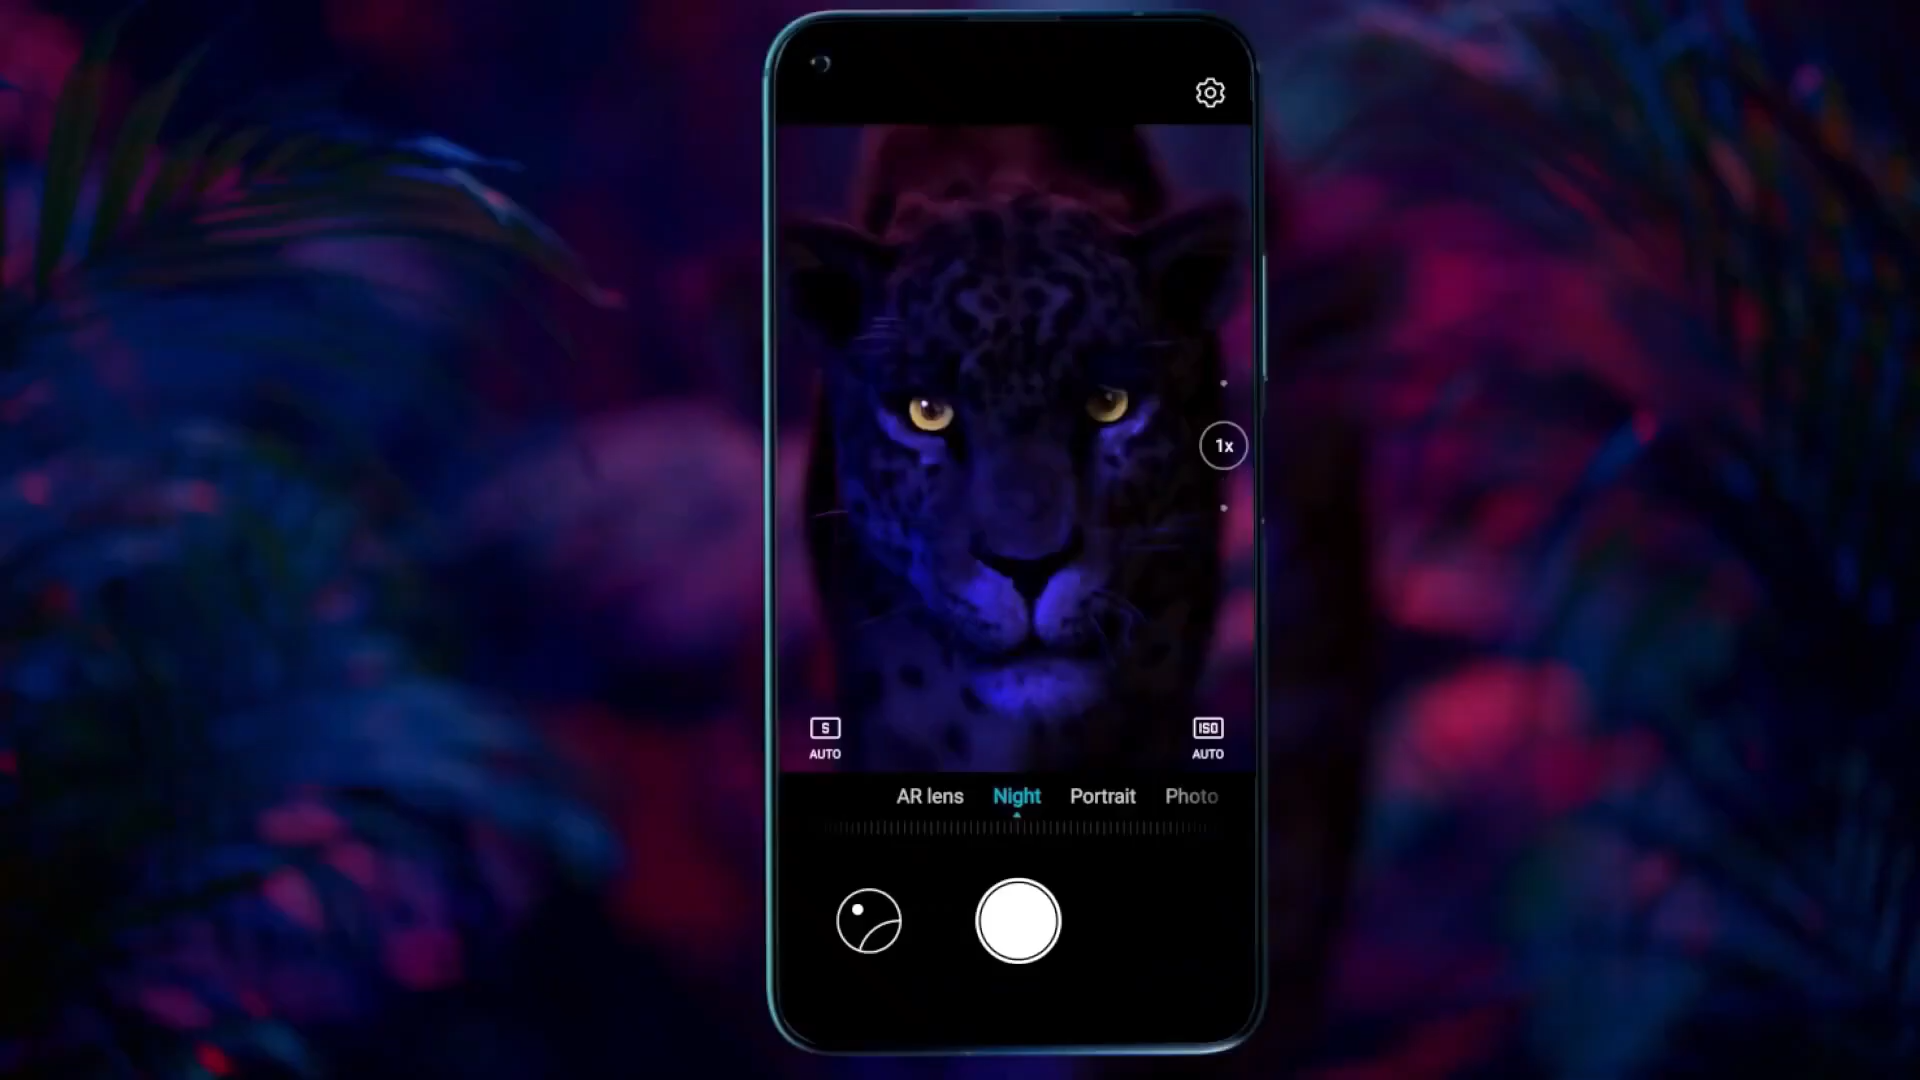 1x
S
ISO
AUTO
AUTO
AR lens
Night
Portrait
Photo